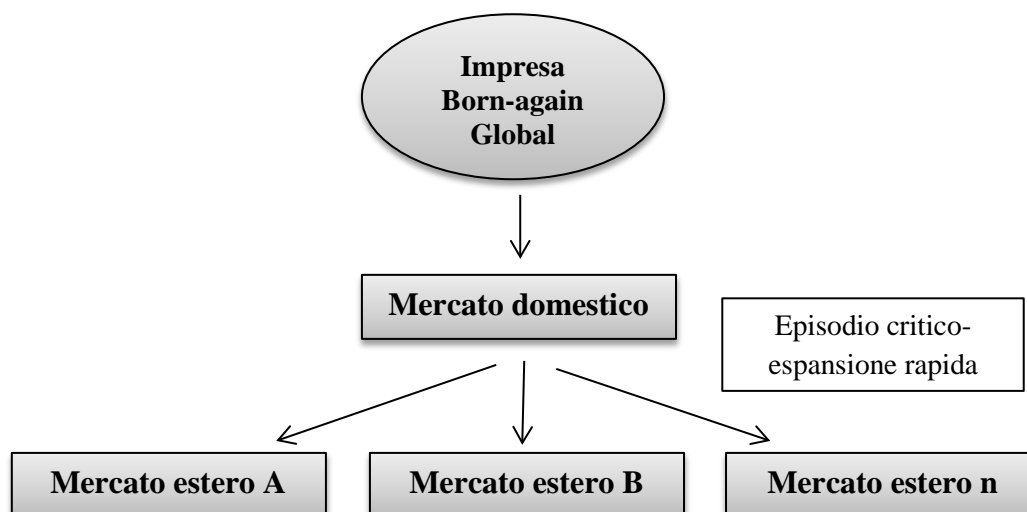 Impresa
Born-again
Global
Mercato domestico
Episodio critico-
espansione rapida
Mercato estero A
Mercato estero B
Mercato estero n